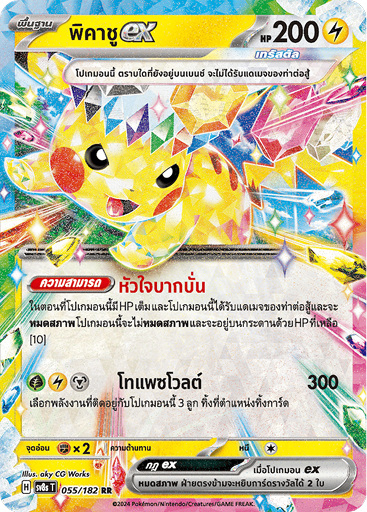 พื้นฐาน พิคาชู ex HP 200
เทรัสตัล
โปเกมอนนี้ ตราบใดที่ยังอยู่บนเบนช์ จะไม่ได้รับแดเมจของท่าต่อสู้
ความสามารถ หัวใจบากบั่น
ในตอนที่โปเกมอนนี้มี HP เต็ม และโปเกมอนนี้ได้รับแดเมจของท่าต่อสู้และจะ
หมดสภาพ โปเกมอนนี้จะไม่หมดสภาพและจะอยู่บนกระดานด้วย HP ที่เหลือ
[10]
โทแพซโวลต์ 300
เลือกพลังงานที่ติดอยู่กับโปเกมอนนี้ 3 ลูก ทิ้งที่ตำแหน่งทิ้งการ์ด
จุดอ่อน ×2 ความต้านทาน หนี
Illus. aky CG Works
กฎ ex เมื่อโปเกมอน ex
หมดสภาพ ฝ่ายตรงข้ามจะหยิบการ์ดรางวัลได้ 2 ใบ
H sv8s T 055/182 RR
©2024 Pokémon/Nintendo/Creatures/GAME FREAK.